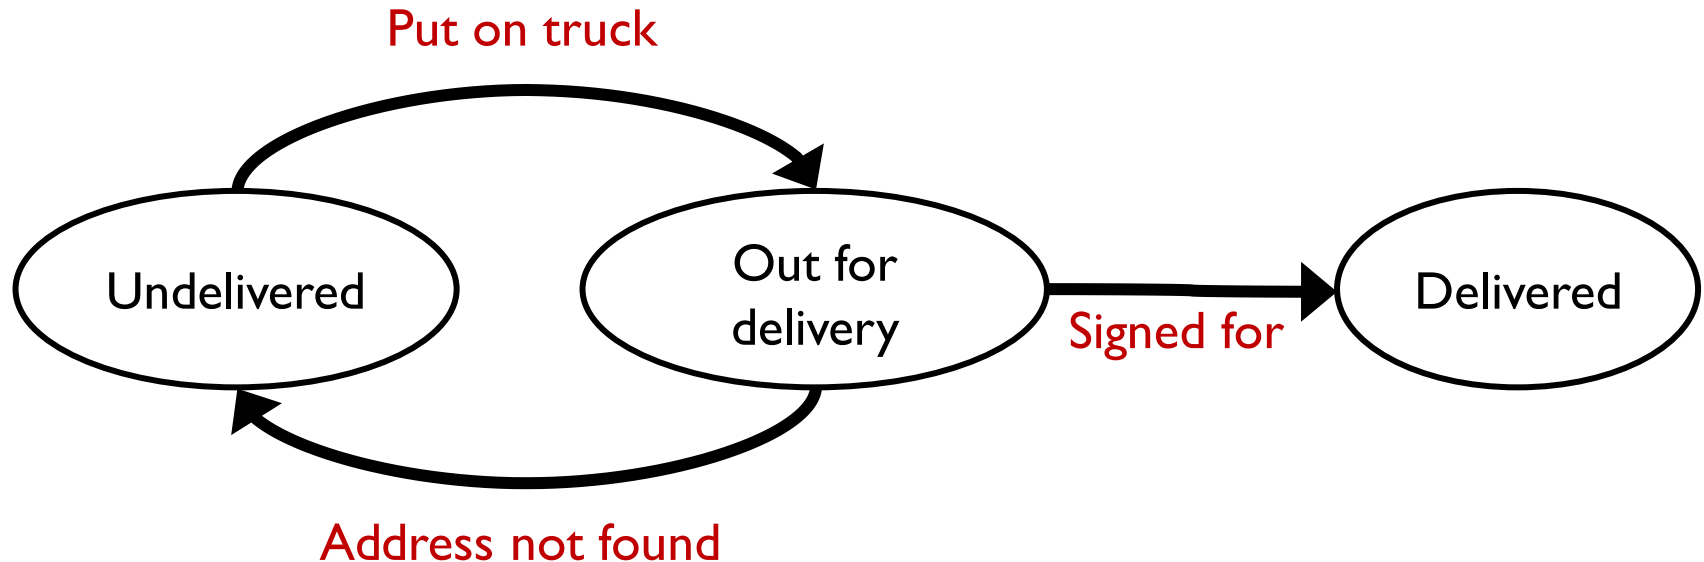 Put on truck
Undelivered
Out for
delivery
Signed for
Delivered
Address not found